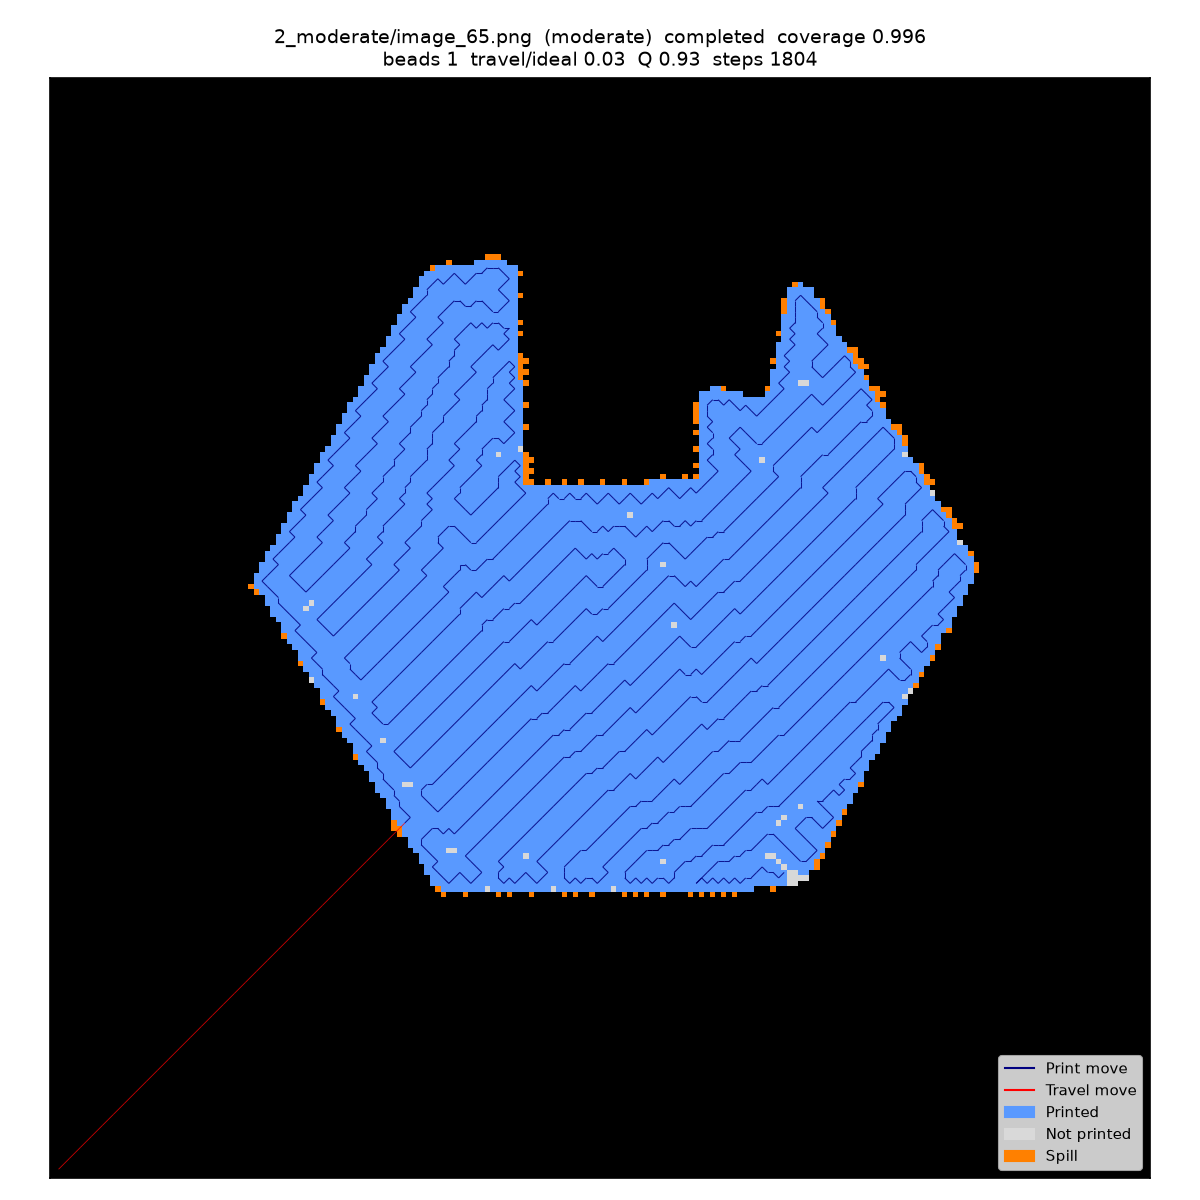 2_moderate/image_65.png  (moderate)  completed  coverage 0.996
beads 1  travel/ideal 0.03  Q 0.93  steps 1804
Print move
Travel move
Printed
Not printed
Spill